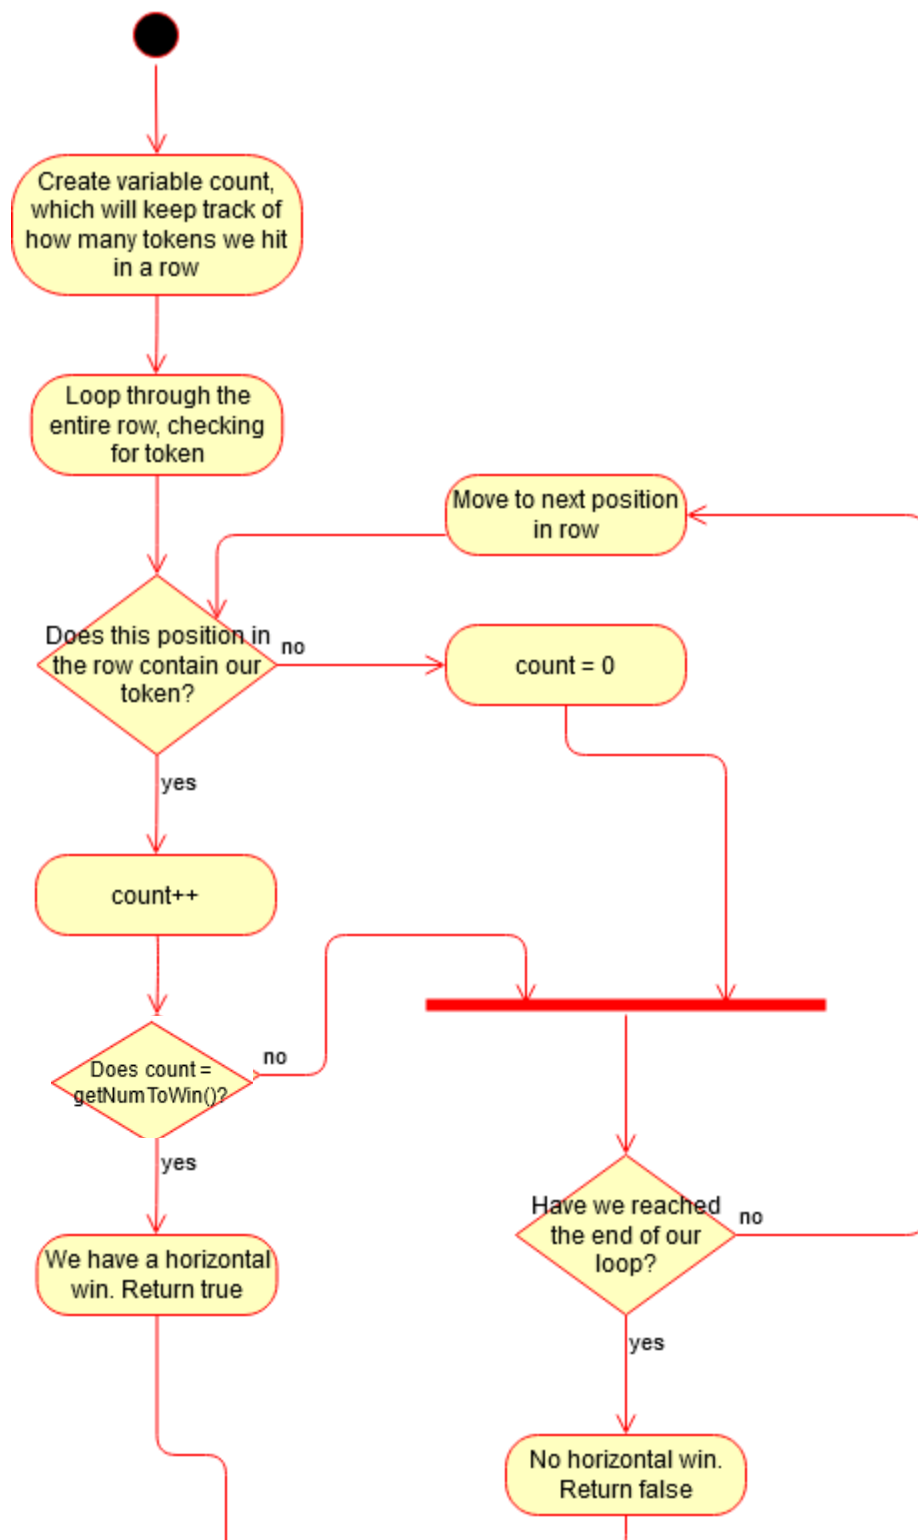 Create variable count,
which will keep track of
how many tokens we hit
in a row
Loop through the
entire row, checking
for token
Move to next position
in row
Does this position in
the row contain our
token?
no
count = 0
yes
count++
Does count =
getNumToWin()?
no
yes
We have a horizontal
win. Return true
Have we reached
the end of our
loop?
no
yes
No horizontal win.
Return false